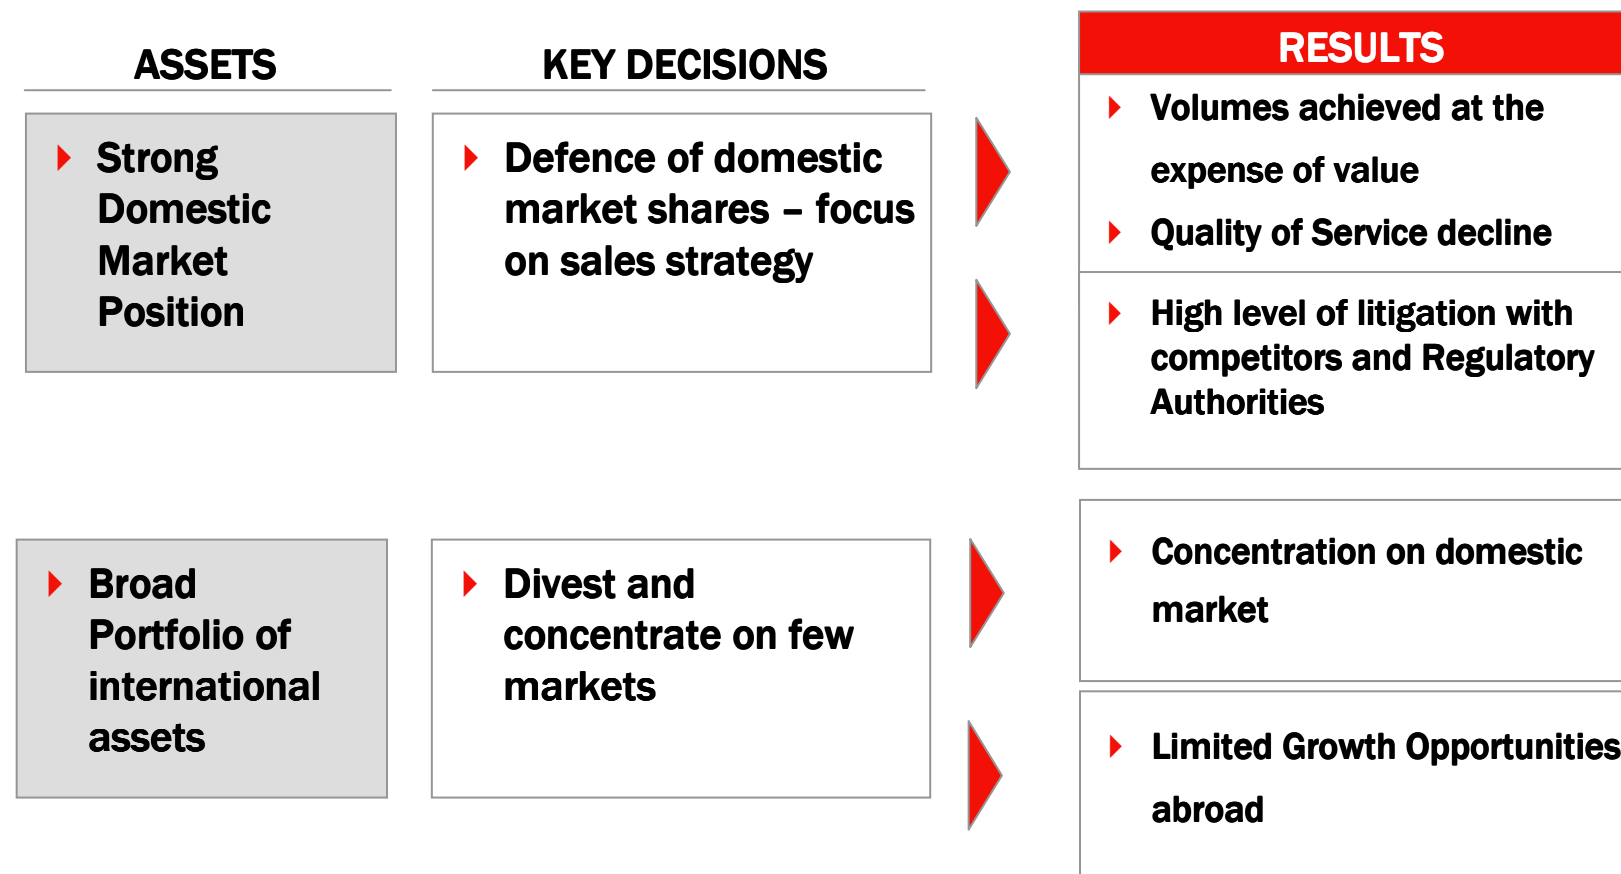 ASSETS
KEY DECISIONS
RESULTS
Strong
Domestic
Market
Position
Defence of domestic
market shares – focus
on sales strategy
Volumes achieved at the
expense of value
Quality of Service decline
High level of litigation with
competitors and Regulatory
Authorities
Broad
Portfolio of
international
assets
Divest and
concentrate on few
markets
Concentration on domestic
market
Limited Growth Opportunities
abroad